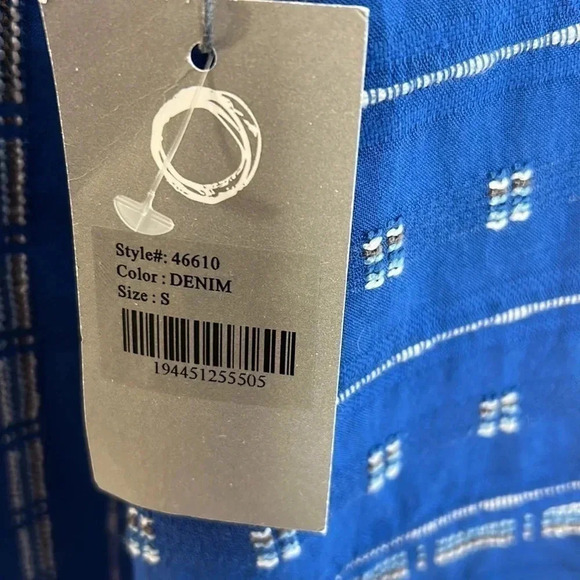 Style#: 46610
Color : DENIM
Size : S
194451255505